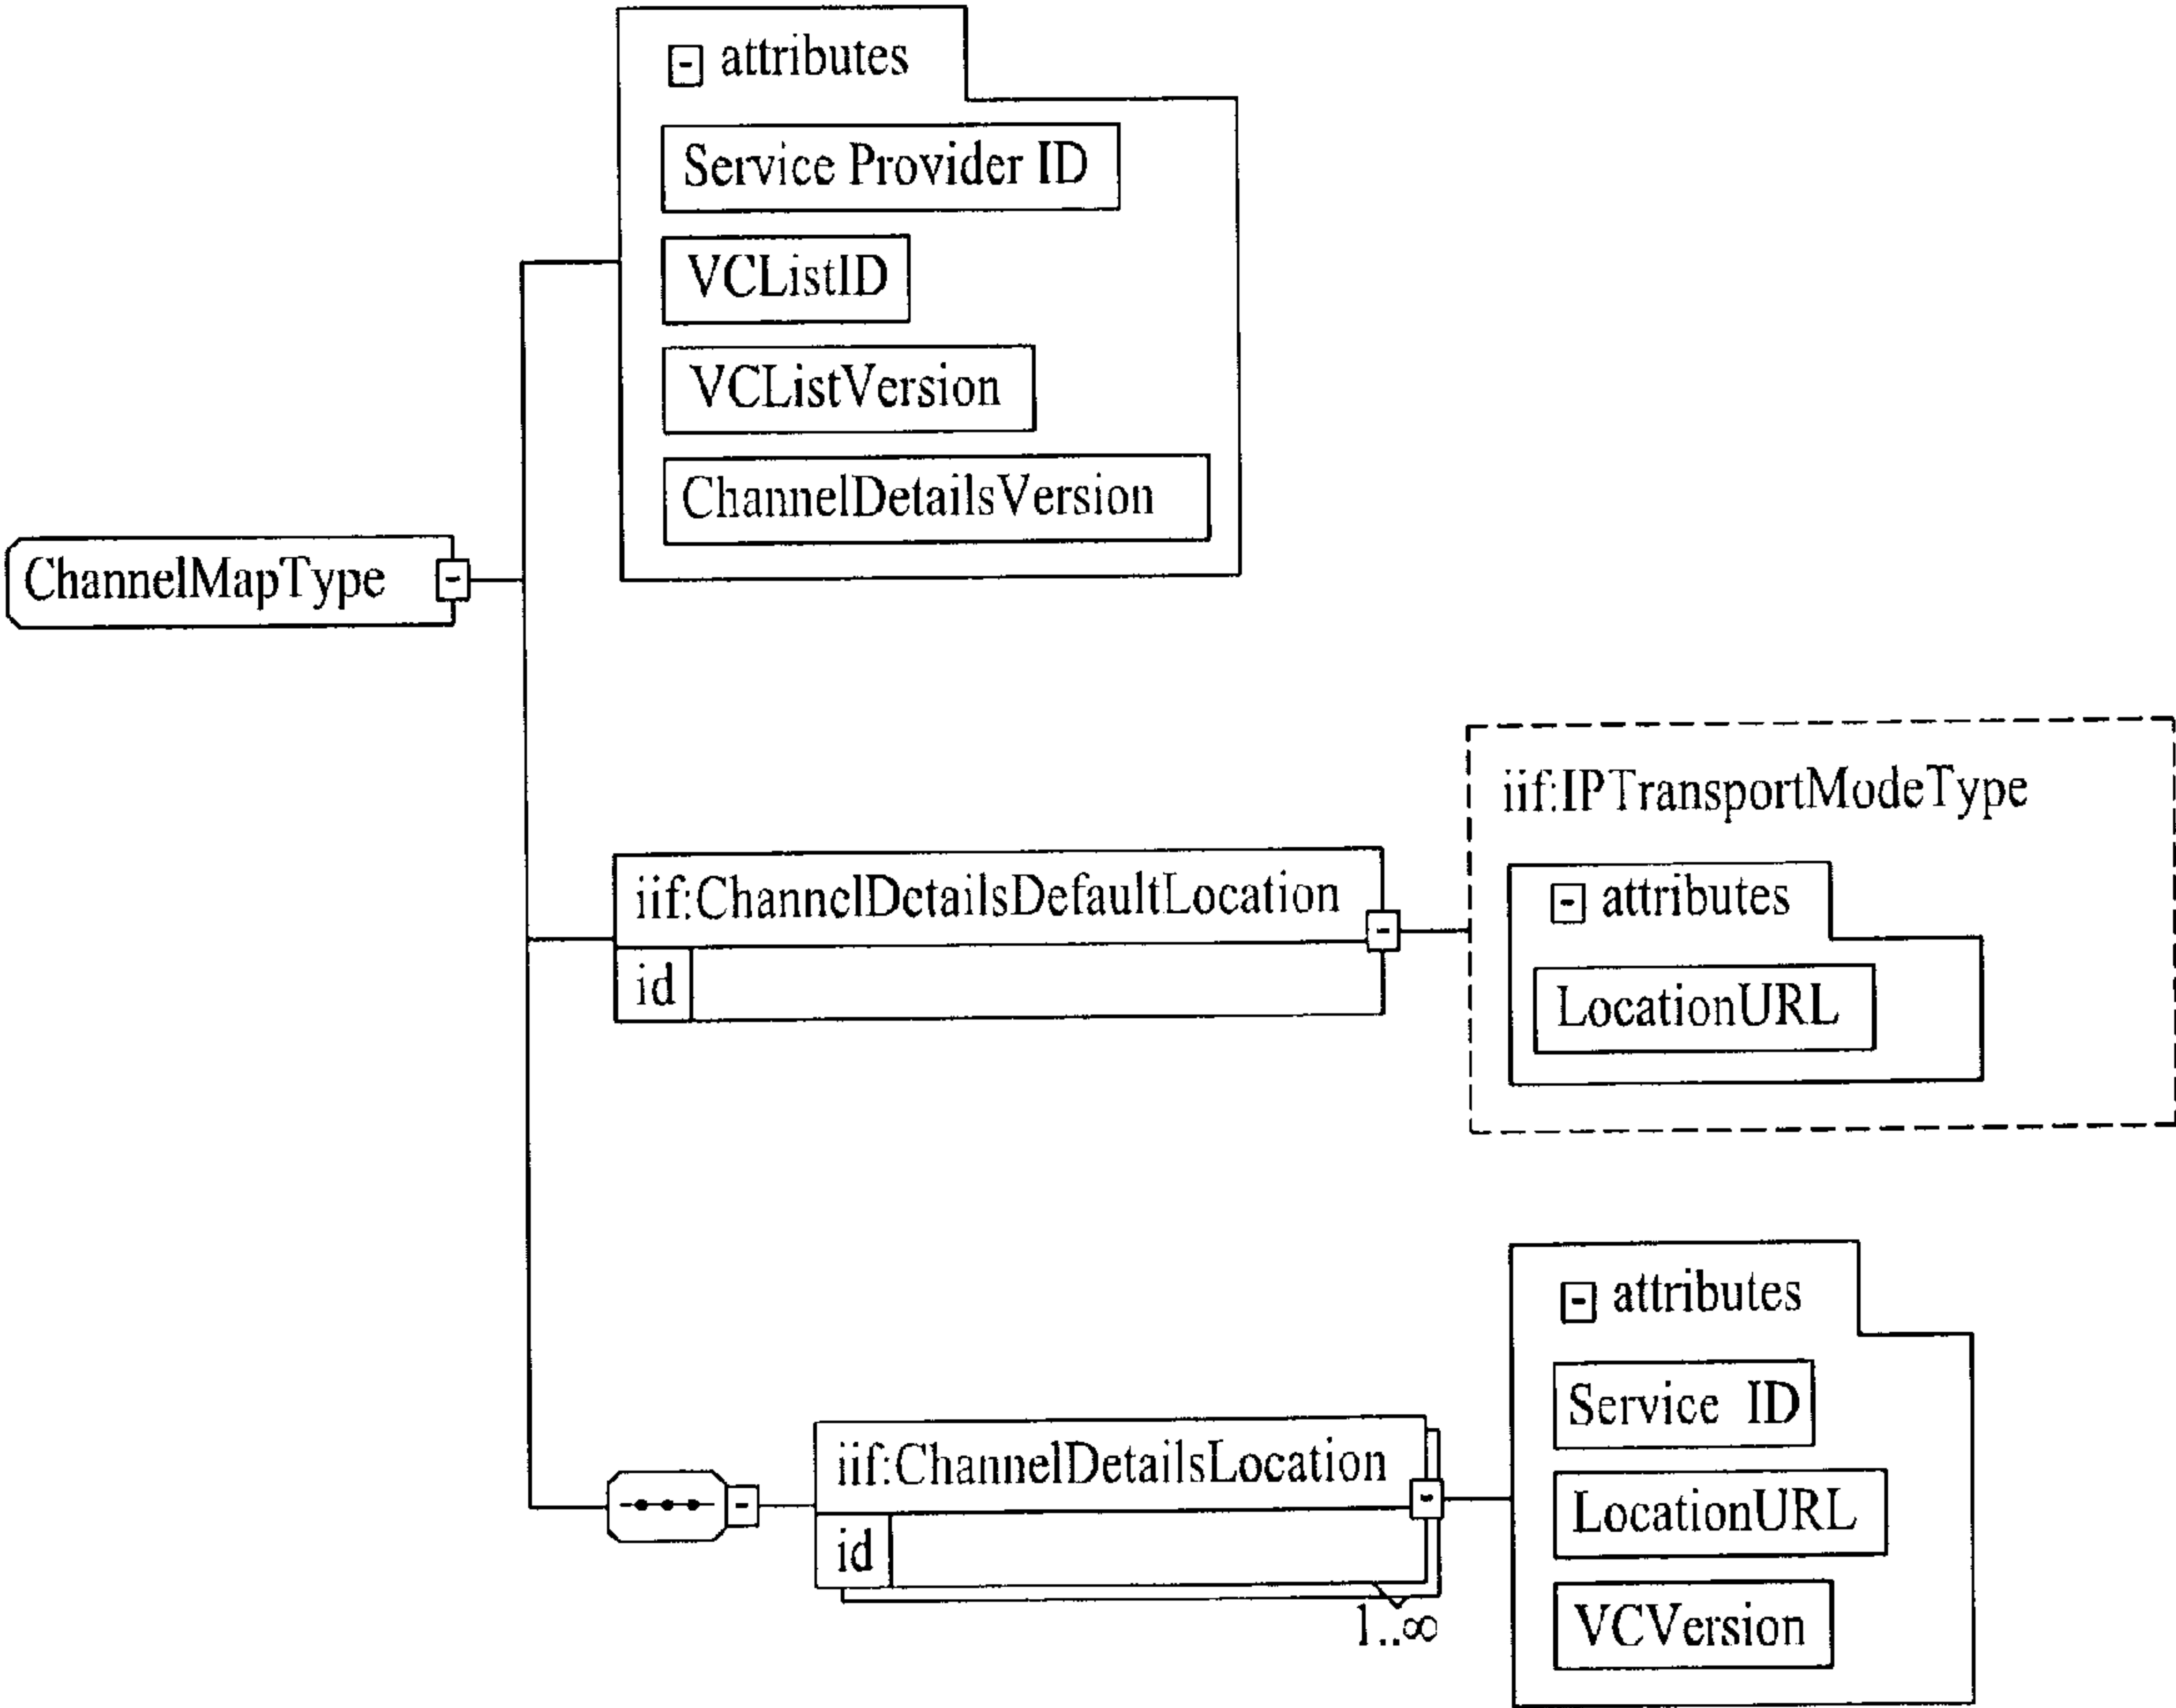 attributes
Service Provider ID
VCListID
VCListVersion
ChannelDetailsVersion
ChannelMapType
iif:IPTransportModeType
attributes
LocationURL
iif:ChannelDetailsDefaultLocation
id
attributes
Service ID
LocationURL
VCVersion
iif:ChannelDetailsLocation
id
1..∞